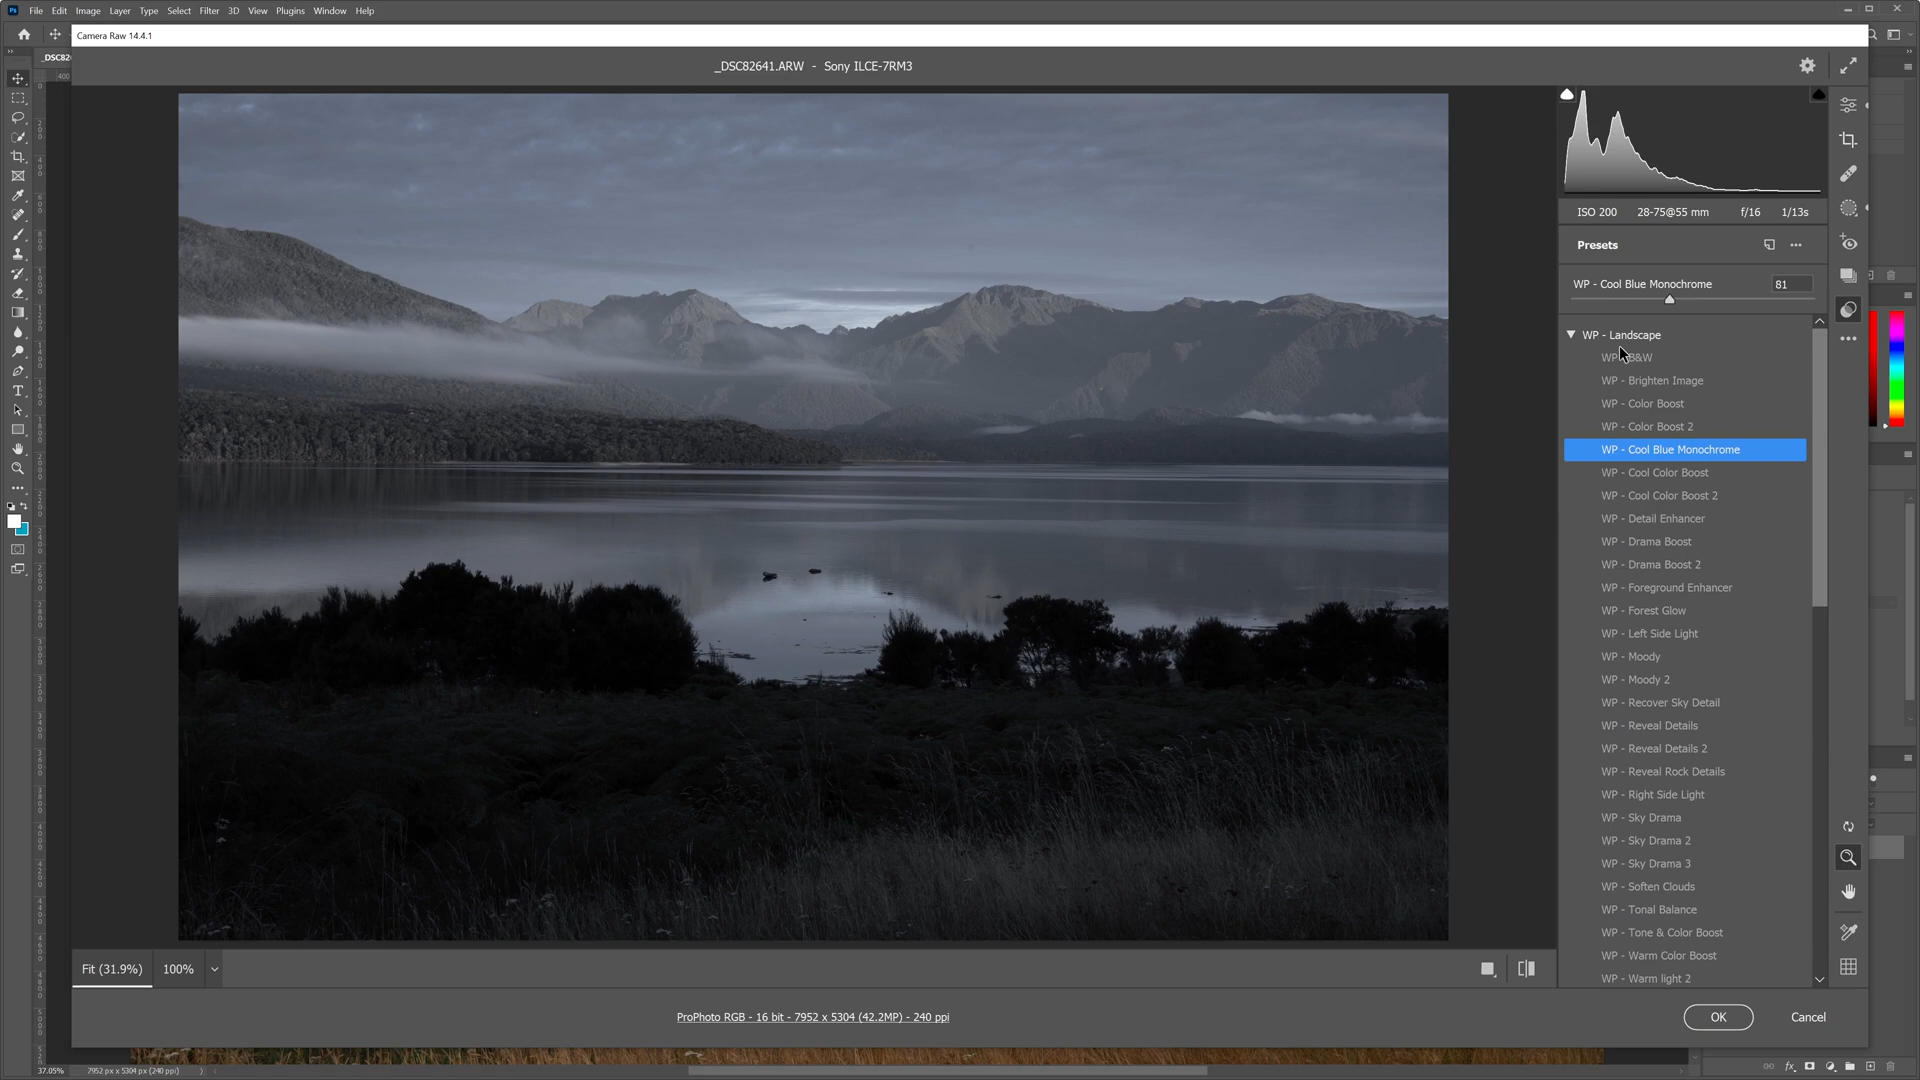 File Edit Image Layer Type Select Filter 3D View Plugins Window Help
Camera Raw 14.4.1
_DSC82
_DSC82641.ARW - Sony ILCE-7RM3
400
ISO 200 28-75@55 mm f/16 1/13s
Presets
WP - Cool Blue Monochrome 81
WP - Landscape
WP - B&W
WP - Brighten Image
WP - Color Boost
WP - Color Boost 2
WP - Cool Blue Monochrome
WP - Cool Color Boost
WP - Cool Color Boost 2
WP - Detail Enhancer
WP - Drama Boost
WP - Drama Boost 2
WP - Foreground Enhancer
WP - Forest Glow
WP - Left Side Light
WP - Moody
WP - Moody 2
WP - Recover Sky Detail
WP - Reveal Details
WP - Reveal Details 2
WP - Reveal Rock Details
WP - Right Side Light
WP - Sky Drama
WP - Sky Drama 2
WP - Sky Drama 3
WP - Soften Clouds
WP - Tonal Balance
WP - Tone & Color Boost
WP - Warm Color Boost
WP - Warm light 2
Fit (31.9%) 100%
ProPhoto RGB - 16 bit - 7952 x 5304 (42.2MP) - 240 ppi
OK Cancel
37.05% 7952 px x 5304 px (240 ppi)